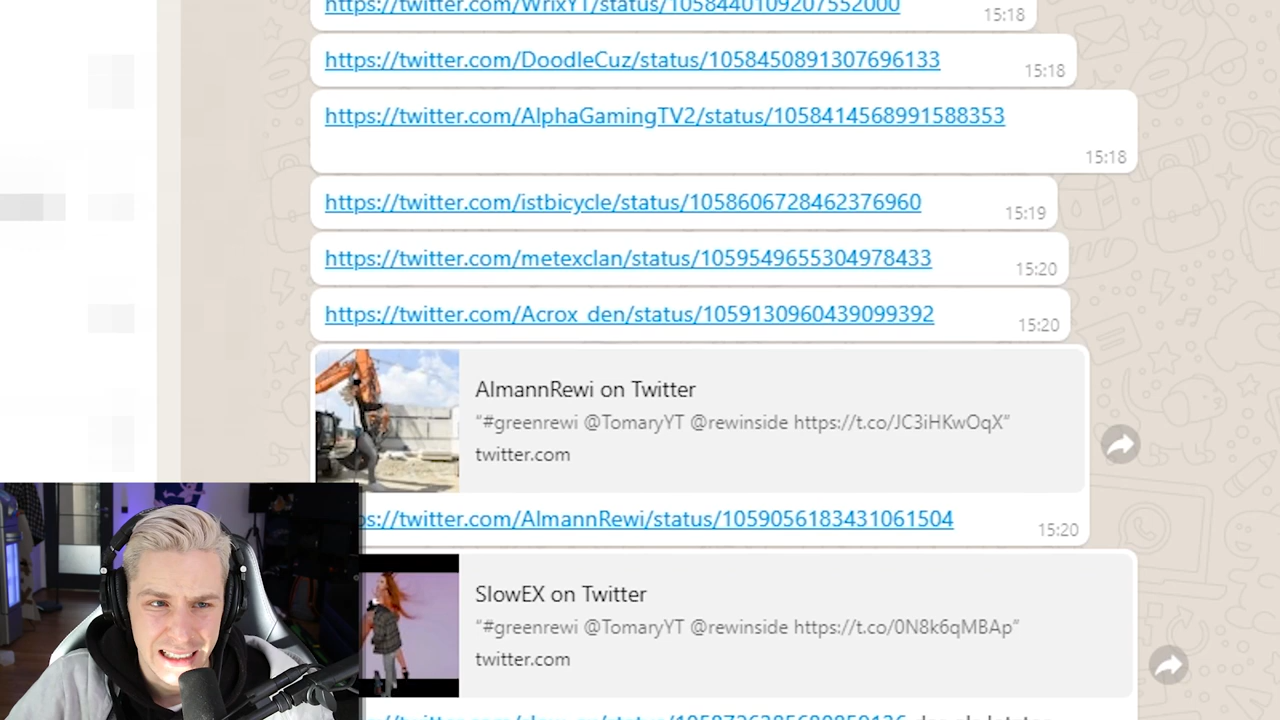 https://twitter.com/WrixYT/status/1058440109207552000
15:18
https://twitter.com/DoodleCuz/status/1058450891307696133
15:18
https://twitter.com/AlphaGamingTV2/status/1058414568991588353
15:18
https://twitter.com/istbicycle/status/1058606728462376960
15:19
https://twitter.com/metexclan/status/1059549655304978433
15:20
https://twitter.com/Acrox_den/status/1059130960439099392
15:20
AlmannRewi on Twitter
"#greenrewi @TomaryYT @rewinside https://t.co/JC3iHKwOqX"
twitter.com
ps://twitter.com/AlmannRewi/status/1059056183431061504
15:20
SlowEX on Twitter
"#greenrewi @TomaryYT @rewinside https://t.co/0N8k6qMBAp"
twitter.com